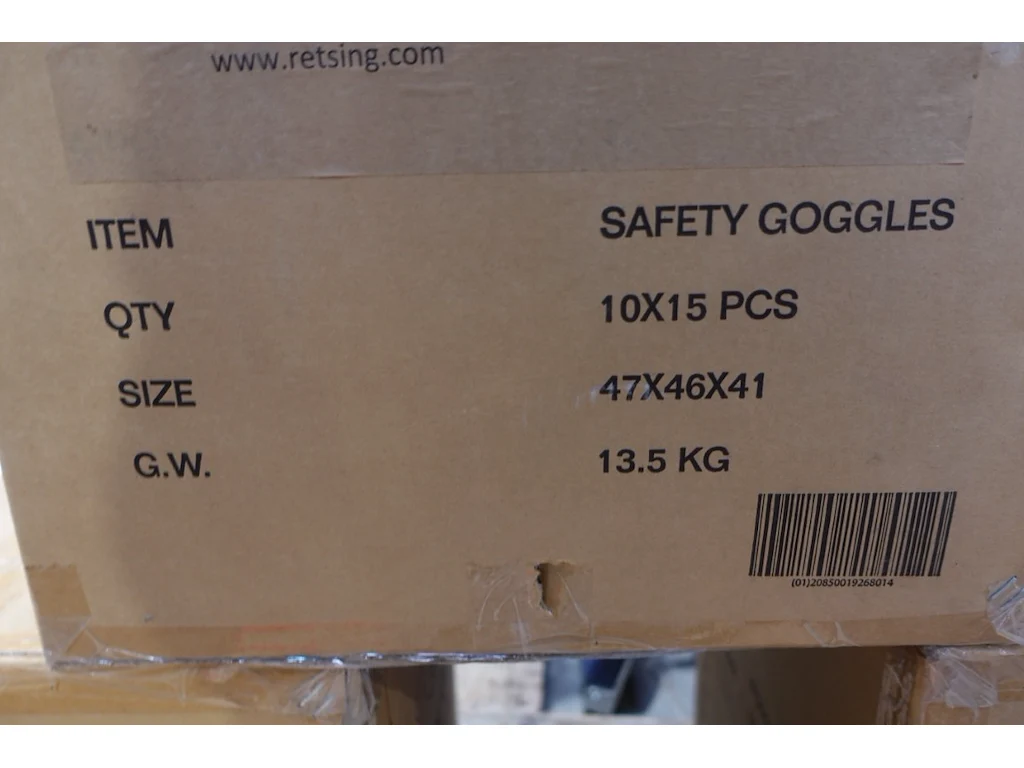 www.retsing.com
ITEM SAFETY GOGGLES
QTY 10X15 PCS
SIZE 47X46X41
G.W. 13.5 KG
(01)20850019268014